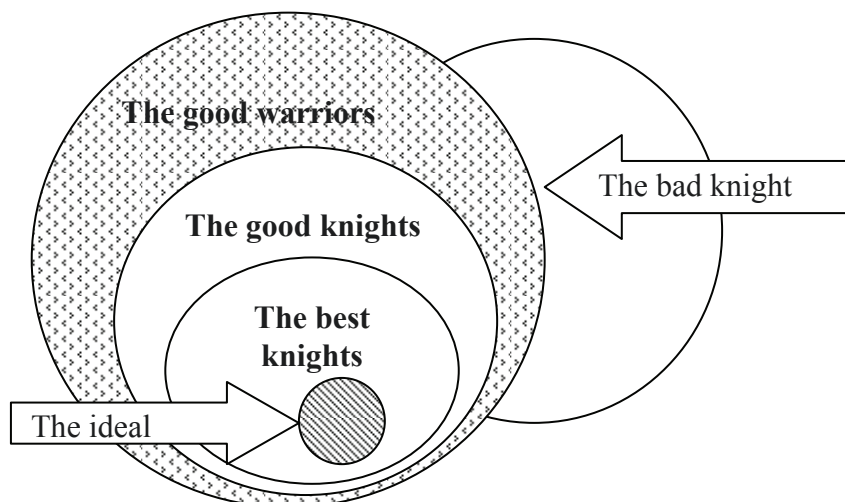 The good warriors
The bad knight
The good knights
The best
knights
The ideal